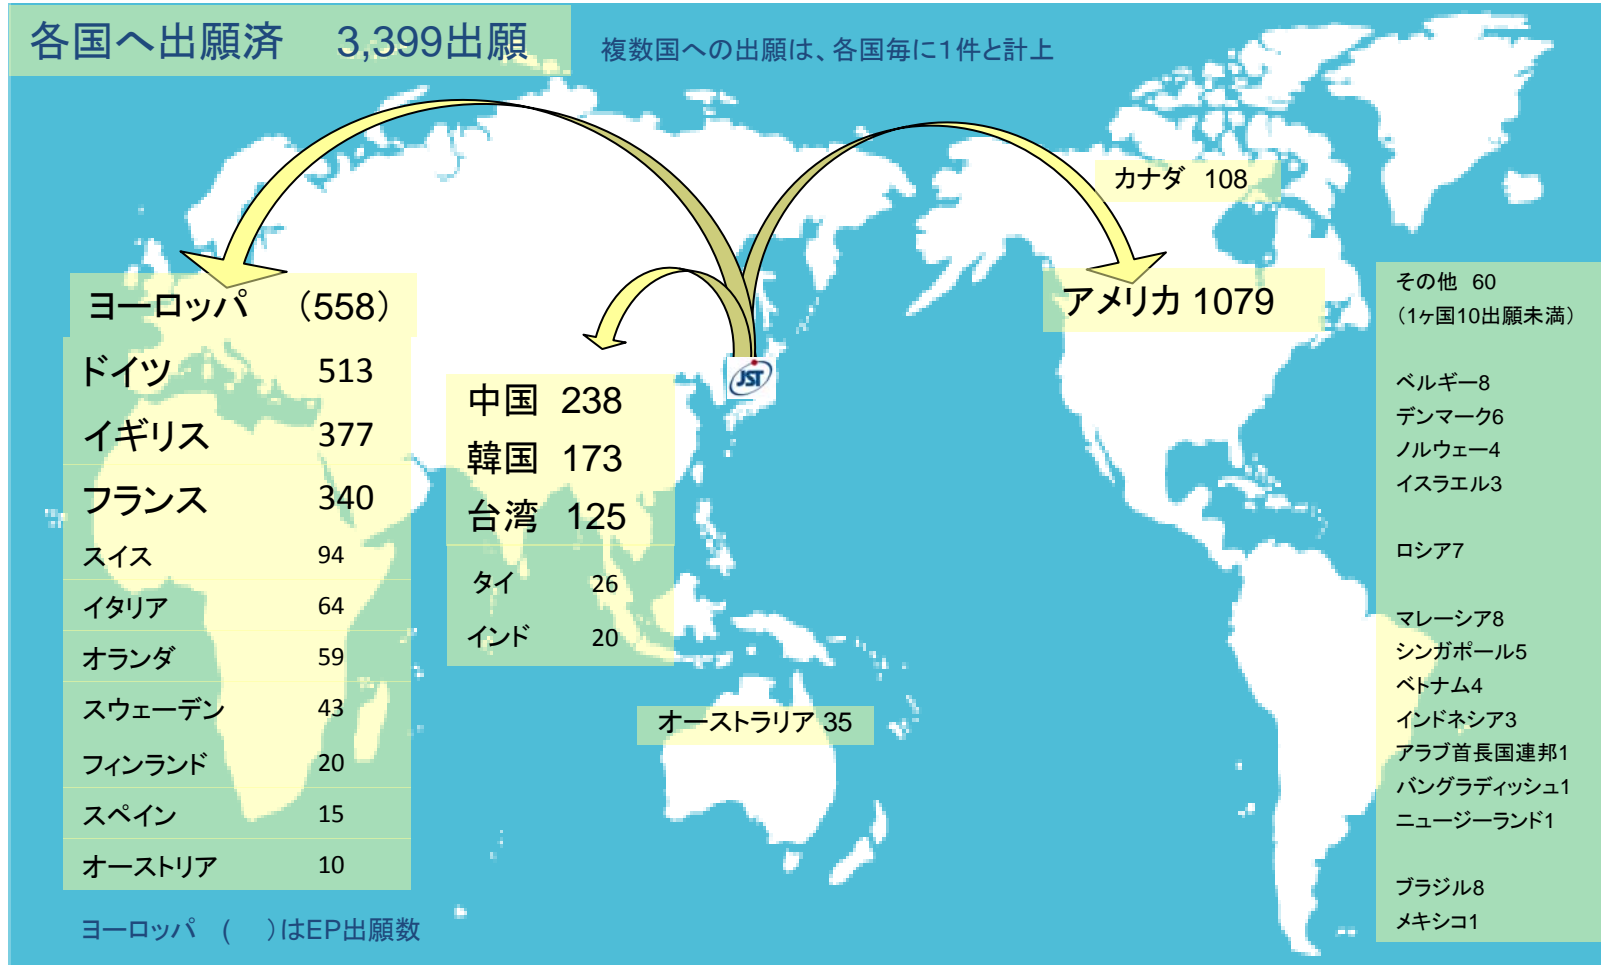 各国へ出願済 3,399出願
複数国への出願は、各国毎に1件と計上
カナダ 108
アメリカ 1079
ヨーロッパ (558)
ドイツ 513
イギリス 377
フランス 340
スイス 94
イタリア 64
オランダ 59
スウェーデン 43
フィンランド 20
スペイン 15
オーストリア 10
ヨーロッパ ( )はEP出願数
JST
中国 238
韓国 173
台湾 125
タイ 26
インド 20
オーストラリア 35
その他 60
(1ヶ国10出願未満)
ベルギー8
デンマーク6
ノルウェー4
イスラエル3
ロシア7
マレーシア8
シンガポール5
ベトナム4
インドネシア3
アラブ首長国連邦1
バングラディッシュ1
ニュージーランド1
ブラジル8
メキシコ1